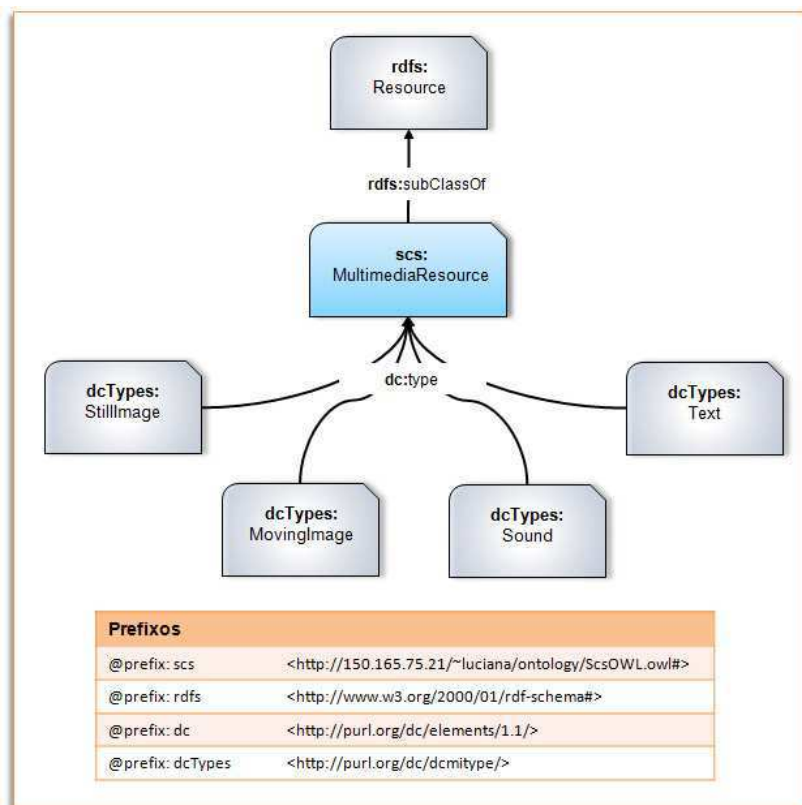 rdfs:
Resource
rdfs:subClassOf
scs:
MultimediaResource
dc:type
dcTypes:
StillImage
dcTypes:
Text
dcTypes:
MovingImage
dcTypes:
Sound
Prefixos
@prefix: scs <http://150.165.75.21/~luciana/ontology/ScsOWL.owl#>
@prefix: rdfs <http://www.w3.org/2000/01/rdf-schema#>
@prefix: dc <http://purl.org/dc/elements/1.1/>
@prefix: dcTypes <http://purl.org/dc/dcmitype/>